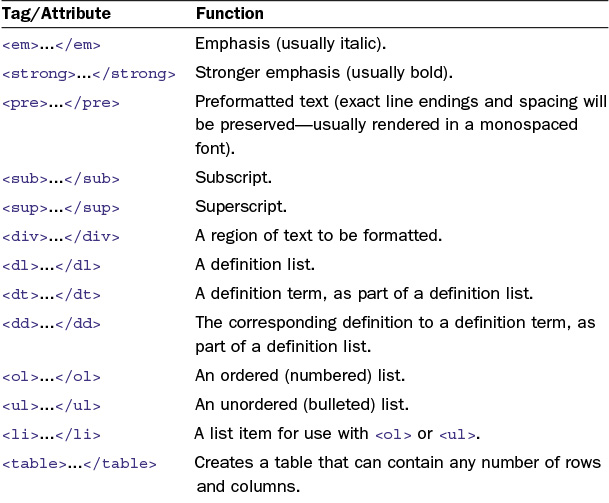 Tag/Attribute Function
<em>...</em> Emphasis (usually italic).
<strong>...</strong> Stronger emphasis (usually bold).
<pre>...</pre> Preformatted text (exact line endings and spacing will
be preserved—usually rendered in a monospaced
font).
<sub>...</sub> Subscript.
<sup>...</sup> Superscript.
<div>...</div> A region of text to be formatted.
<dl>...</dl> A definition list.
<dt>...</dt> A definition term, as part of a definition list.
<dd>...</dd> The corresponding definition to a definition term, as
part of a definition list.
<ol>...</ol> An ordered (numbered) list.
<ul>...</ul> An unordered (bulleted) list.
<li>...</li> A list item for use with <ol> or <ul>.
<table>...</table> Creates a table that can contain any number of rows
and columns.